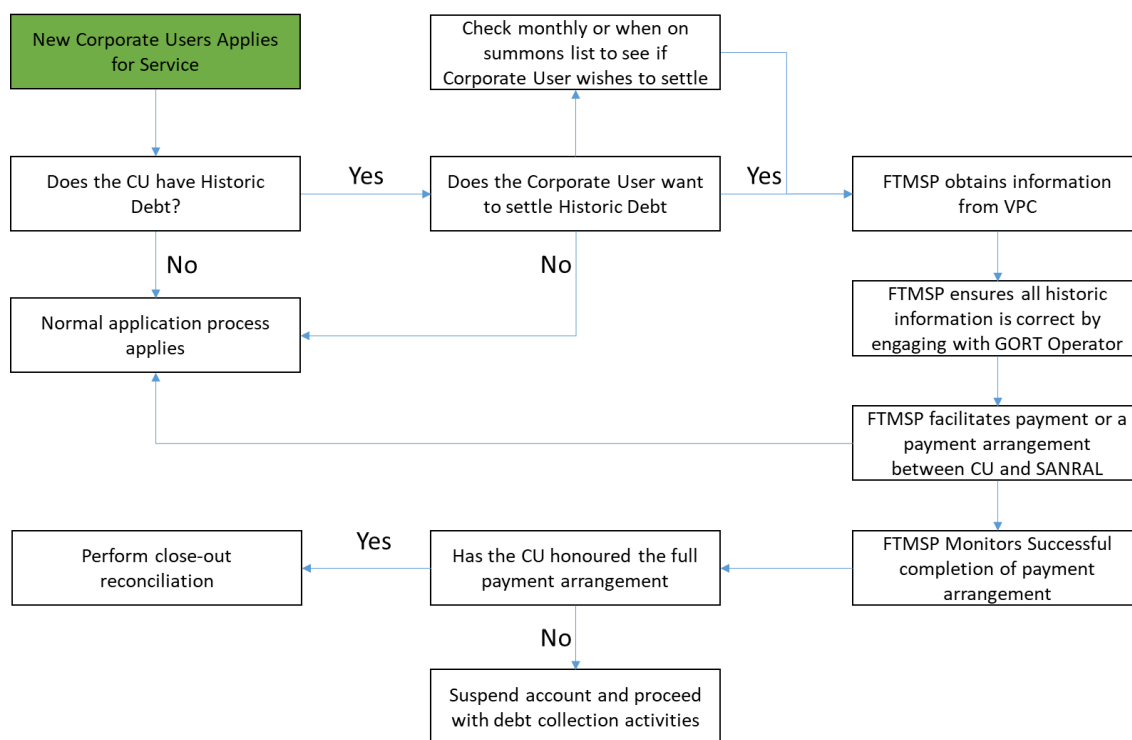 New Corporate Users Applies
for Service
Check monthly or when on
summons list to see if
Corporate User wishes to settle
Does the CU have Historic
Debt?
Yes
Does the Corporate User want
to settle Historic Debt
Yes
FTMSP obtains information
from VPC
No
No
Normal application process
applies
FTMSP ensures all historic
information is correct by
engaging with GORT Operator
FTMSP facilitates payment or a
payment arrangement
between CU and SANRAL
Perform close-out
reconciliation
Yes
Has the CU honoured the full
payment arrangement
FTMSP Monitors Successful
completion of payment
arrangement
No
Suspend account and proceed
with debt collection activities